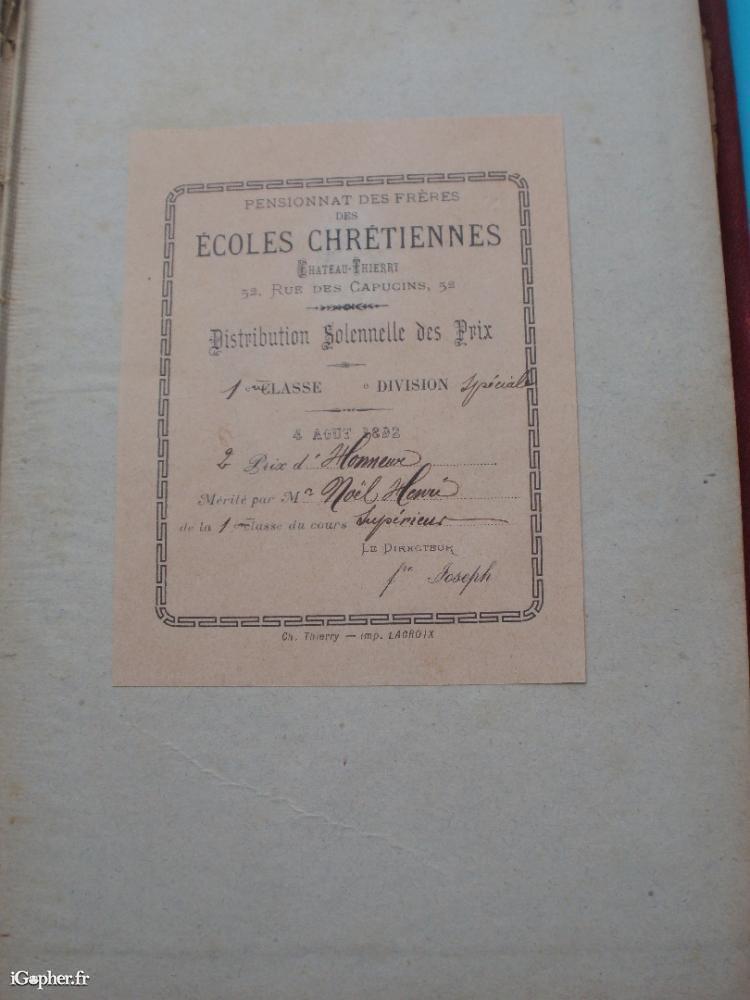 PENSIONNAT DES FRÈRES
DES
ÉCOLES CHRÉTIENNES
CHATEAU-THIERRY
52, RUE DES CAPUCINS, 52
Distribution Solennelle des Prix
1ère CLASSE e DIVISION Spéciale
4 AOUT 1892
2 Prix d'Honneur
Mérité par Mr Noël Henri
de la 1ère Classe du cours Supérieur
LE DIRECTEUR
fre Joseph
Ch. Thierry — imp. LACROIX
iGopher.fr